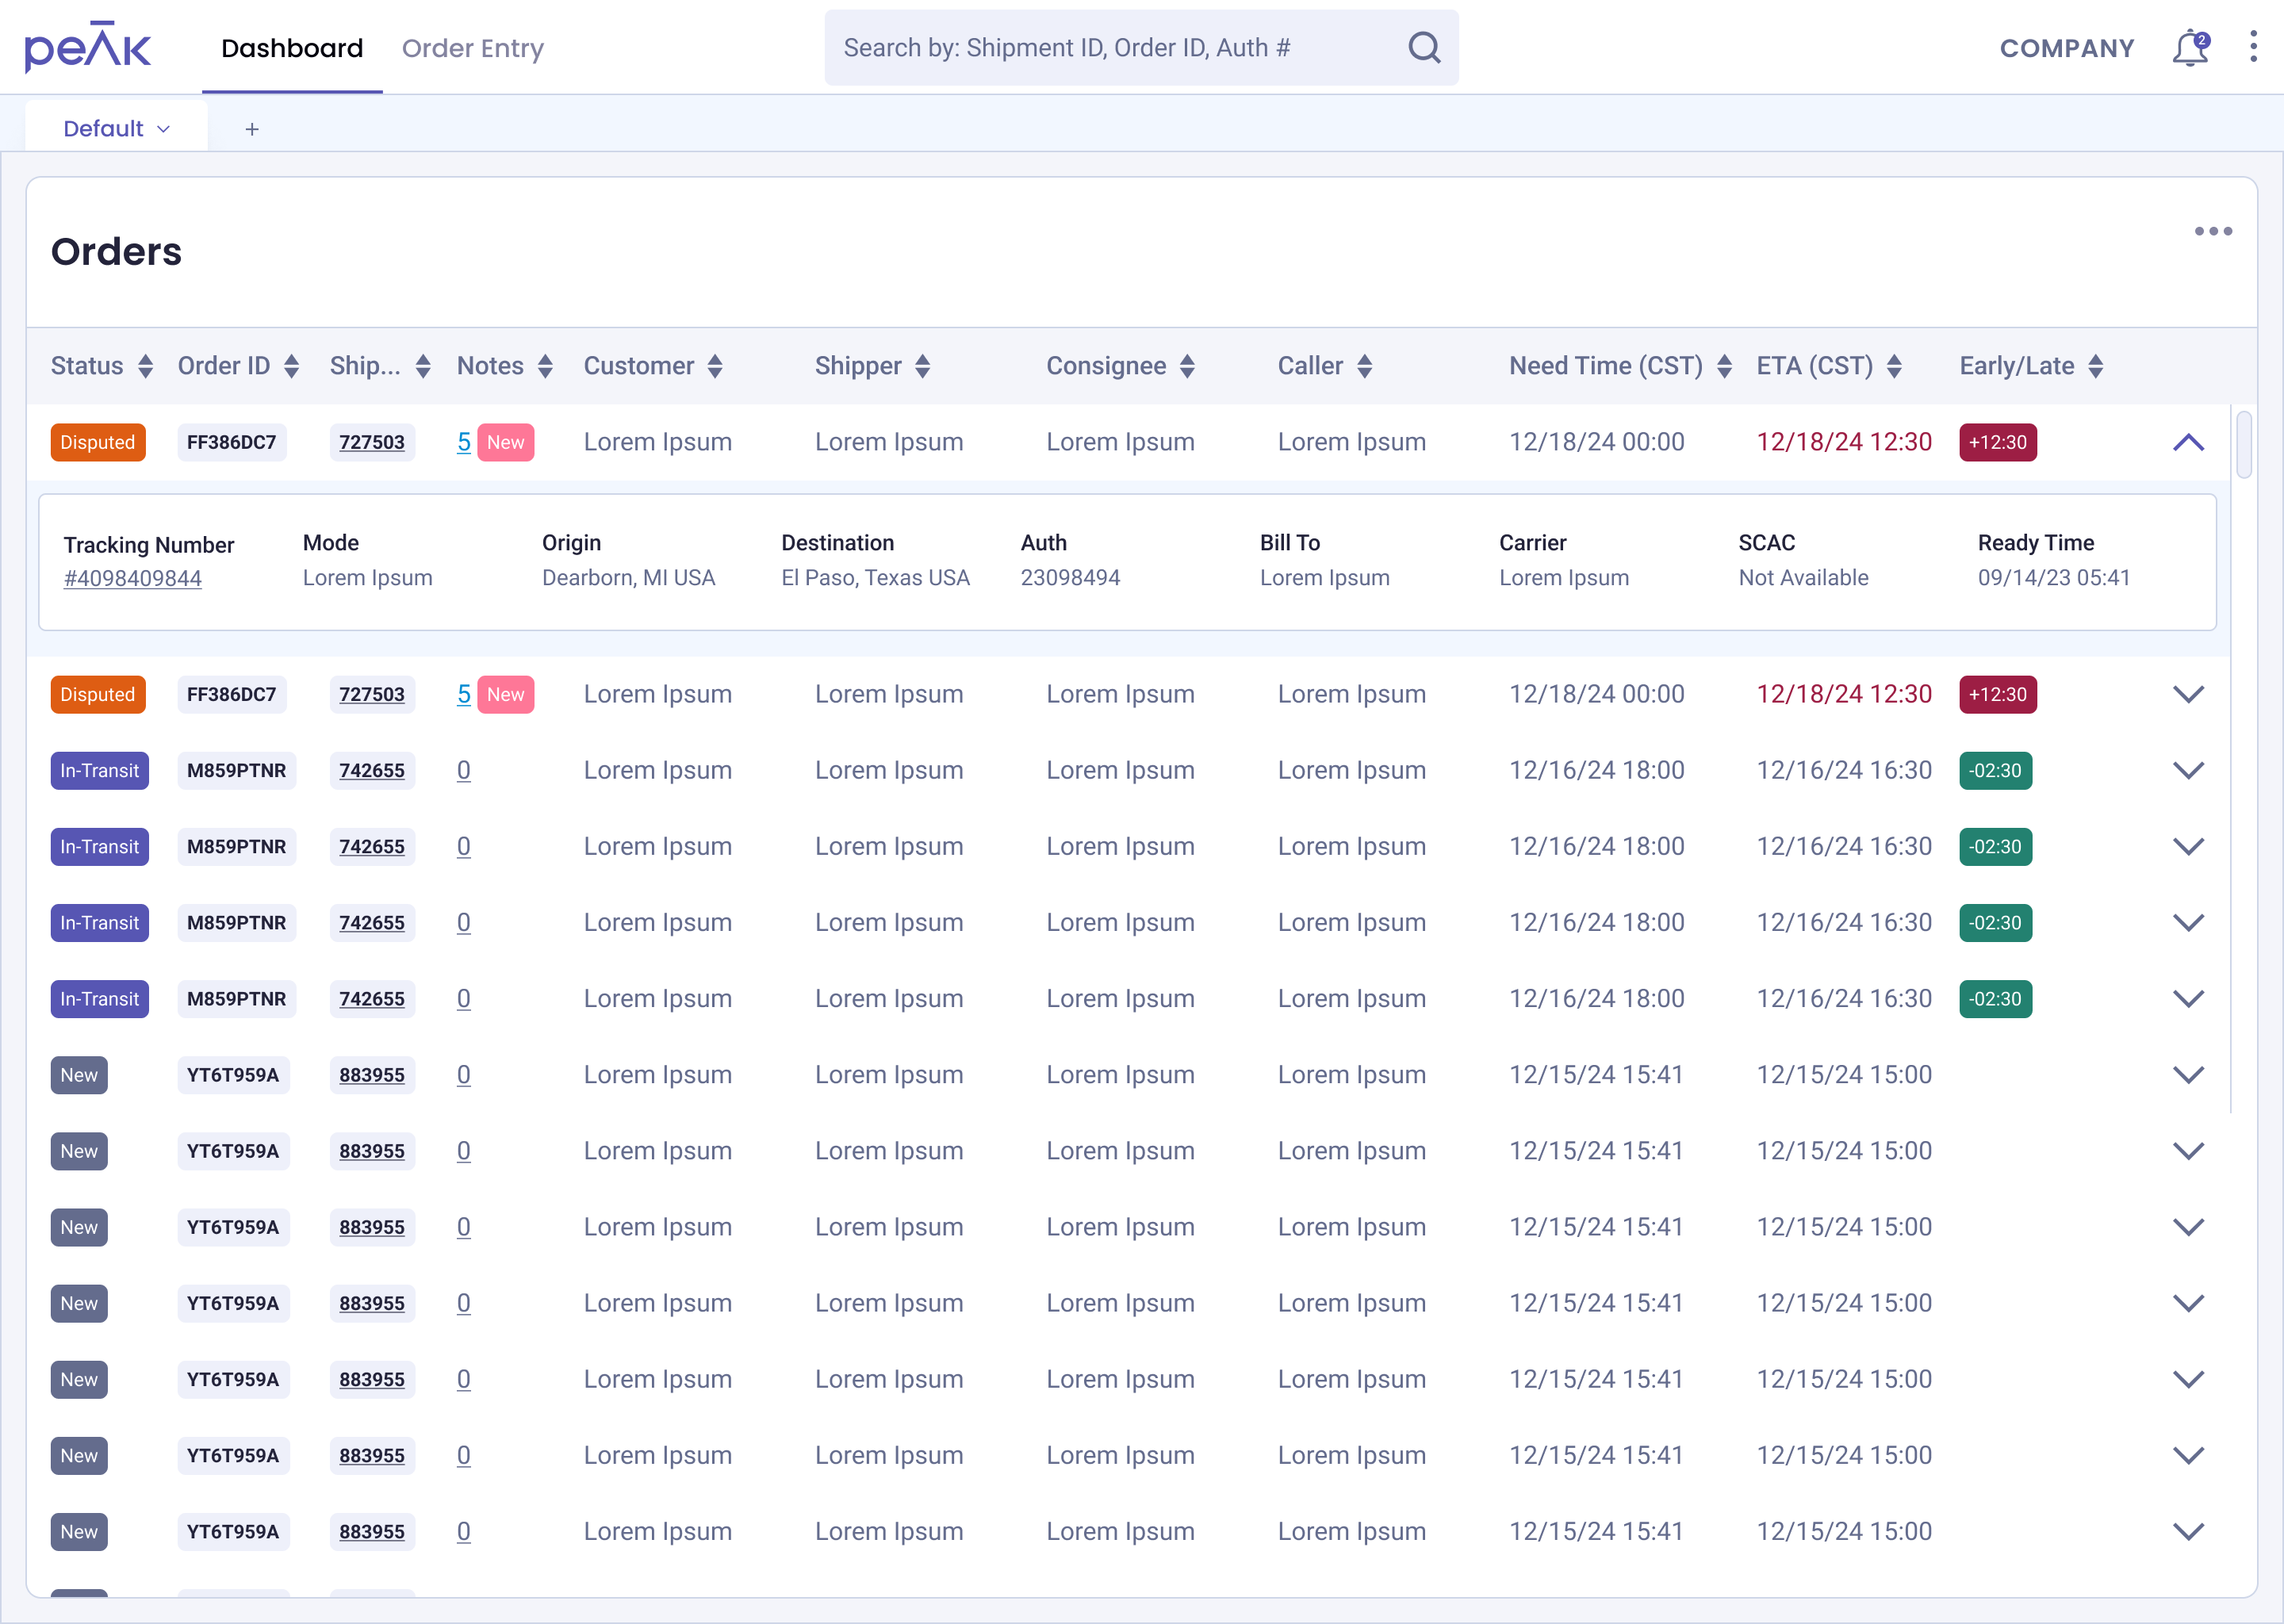 peĀk Dashboard Order Entry Search by: Shipment ID, Order ID, Auth # COMPANY 2
Default +
Orders
Status Order ID Ship... Notes Customer Shipper Consignee Caller Need Time (CST) ETA (CST) Early/Late
Disputed FF386DC7 727503 5 New Lorem Ipsum Lorem Ipsum Lorem Ipsum Lorem Ipsum 12/18/24 00:00 12/18/24 12:30 +12:30
Tracking Number Mode Origin Destination Auth Bill To Carrier SCAC Ready Time
#4098409844 Lorem Ipsum Dearborn, MI USA El Paso, Texas USA 23098494 Lorem Ipsum Lorem Ipsum Not Available 09/14/23 05:41
Disputed FF386DC7 727503 5 New Lorem Ipsum Lorem Ipsum Lorem Ipsum Lorem Ipsum 12/18/24 00:00 12/18/24 12:30 +12:30
In-Transit M859PTNR 742655 0 Lorem Ipsum Lorem Ipsum Lorem Ipsum Lorem Ipsum 12/16/24 18:00 12/16/24 16:30 -02:30
In-Transit M859PTNR 742655 0 Lorem Ipsum Lorem Ipsum Lorem Ipsum Lorem Ipsum 12/16/24 18:00 12/16/24 16:30 -02:30
In-Transit M859PTNR 742655 0 Lorem Ipsum Lorem Ipsum Lorem Ipsum Lorem Ipsum 12/16/24 18:00 12/16/24 16:30 -02:30
In-Transit M859PTNR 742655 0 Lorem Ipsum Lorem Ipsum Lorem Ipsum Lorem Ipsum 12/16/24 18:00 12/16/24 16:30 -02:30
New YT6T959A 883955 0 Lorem Ipsum Lorem Ipsum Lorem Ipsum Lorem Ipsum 12/15/24 15:41 12/15/24 15:00
New YT6T959A 883955 0 Lorem Ipsum Lorem Ipsum Lorem Ipsum Lorem Ipsum 12/15/24 15:41 12/15/24 15:00
New YT6T959A 883955 0 Lorem Ipsum Lorem Ipsum Lorem Ipsum Lorem Ipsum 12/15/24 15:41 12/15/24 15:00
New YT6T959A 883955 0 Lorem Ipsum Lorem Ipsum Lorem Ipsum Lorem Ipsum 12/15/24 15:41 12/15/24 15:00
New YT6T959A 883955 0 Lorem Ipsum Lorem Ipsum Lorem Ipsum Lorem Ipsum 12/15/24 15:41 12/15/24 15:00
New YT6T959A 883955 0 Lorem Ipsum Lorem Ipsum Lorem Ipsum Lorem Ipsum 12/15/24 15:41 12/15/24 15:00
New YT6T959A 883955 0 Lorem Ipsum Lorem Ipsum Lorem Ipsum Lorem Ipsum 12/15/24 15:41 12/15/24 15:00